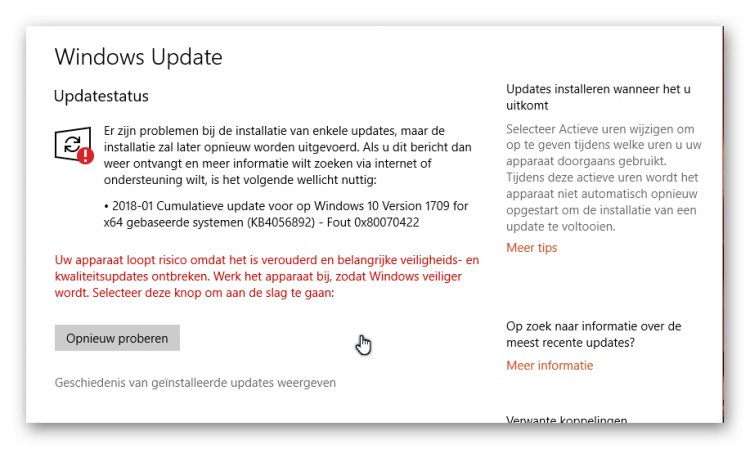 Windows Update
Updatestatus
Er zijn problemen bij de installatie van enkele updates, maar de
installatie zal later opnieuw worden uitgevoerd. Als u dit bericht dan
weer ontvangt en meer informatie wilt zoeken via internet of
ondersteuning wilt, is het volgende wellicht nuttig:
• 2018-01 Cumulatieve update voor op Windows 10 Version 1709 for
x64 gebaseerde systemen (KB4056892) - Fout 0x80070422
Uw apparaat loopt risico omdat het is verouderd en belangrijke veiligheids- en
kwaliteitsupdates ontbreken. Werk het apparaat bij, zodat Windows veiliger
wordt. Selecteer deze knop om aan de slag te gaan:
Opnieuw proberen
Geschiedenis van geïnstalleerde updates weergeven
Updates installeren wanneer het u
uitkomt
Selecteer Actieve uren wijzigen om
op te geven tijdens welke uren u uw
apparaat doorgaans gebruikt.
Tijdens deze actieve uren wordt het
apparaat niet automatisch opnieuw
opgestart om de installatie van een
update te voltooien.
Meer tips
Op zoek naar informatie over de
meest recente updates?
Meer informatie
Verwante koppelingen